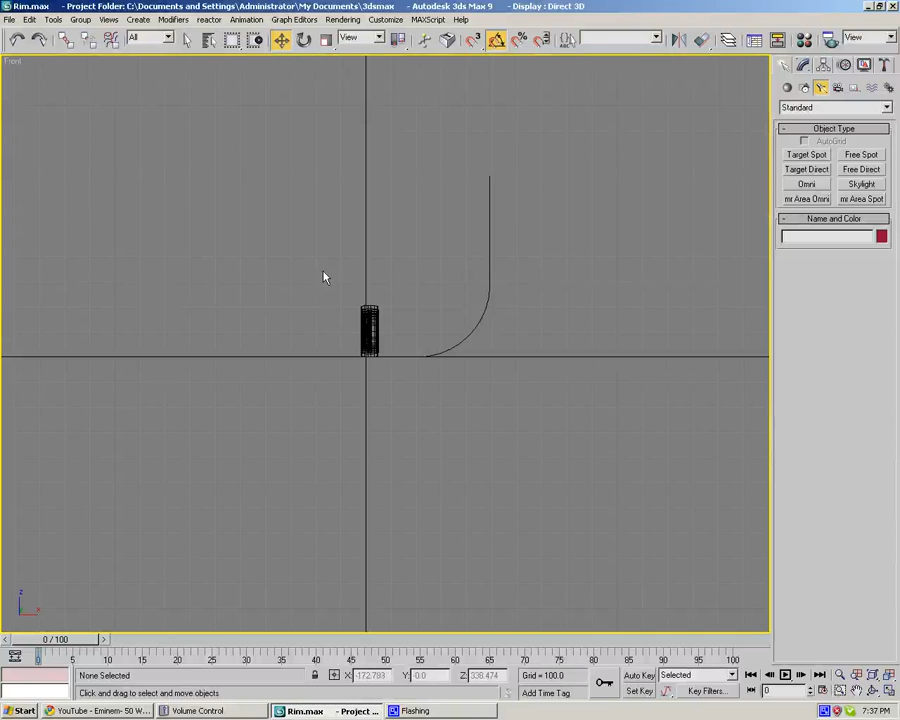 Rim.max - Project Folder: C:\Documents and Settings\Administrator\My Documents\3dsmax - Autodesk 3ds Max 9 - Display : Direct 3D
File Edit Tools Group Views Create Modifiers reactor Animation Graph Editors Rendering Customize MAXScript Help
All View View
Front
Standard
- Object Type
AutoGrid
Target Spot Free Spot
Target Direct Free Direct
Omni Skylight
mr Area Omni mr Area Spot
- Name and Color
z
x
< 0 / 100 >
0 5 10 15 20 25 30 35 40 45 50 55 60 65 70 75 80 85 90 95 100
None Selected X: -172.783 Y: -0.0 Z: 338.474 Grid = 100.0 Auto Key Selected
Click and drag to select and move objects Add Time Tag Set Key Key Filters... 0
Start YouTube - Eminem- 50 W... Volume Control Rim.max - Project ... Flashing 7:37 PM